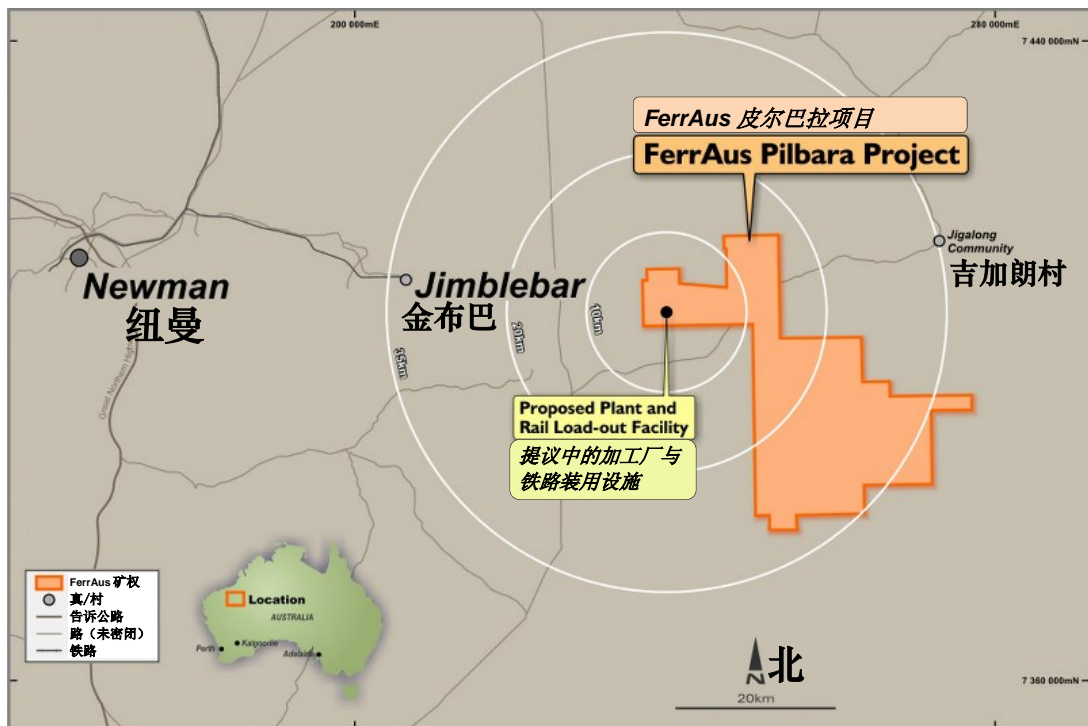 200 000mE
280 000mE
7 440 000mN
FerrAus 皮尔巴拉项目
FerrAus Pilbara Project
Jigalong
Community
吉加朗村
Newman
纽曼
Jimblebar
金布巴
10km
20km
35km
Great Northern High
Proposed Plant and
Rail Load-out Facility
提议中的加工厂与
铁路装用设施
FerrAus 矿权
真/村
告诉公路
路（未密闭）
铁路
Location
AUSTRALIA
Perth
Kalgoorlie
Adelaide
N
北
20km
7 360 000mN